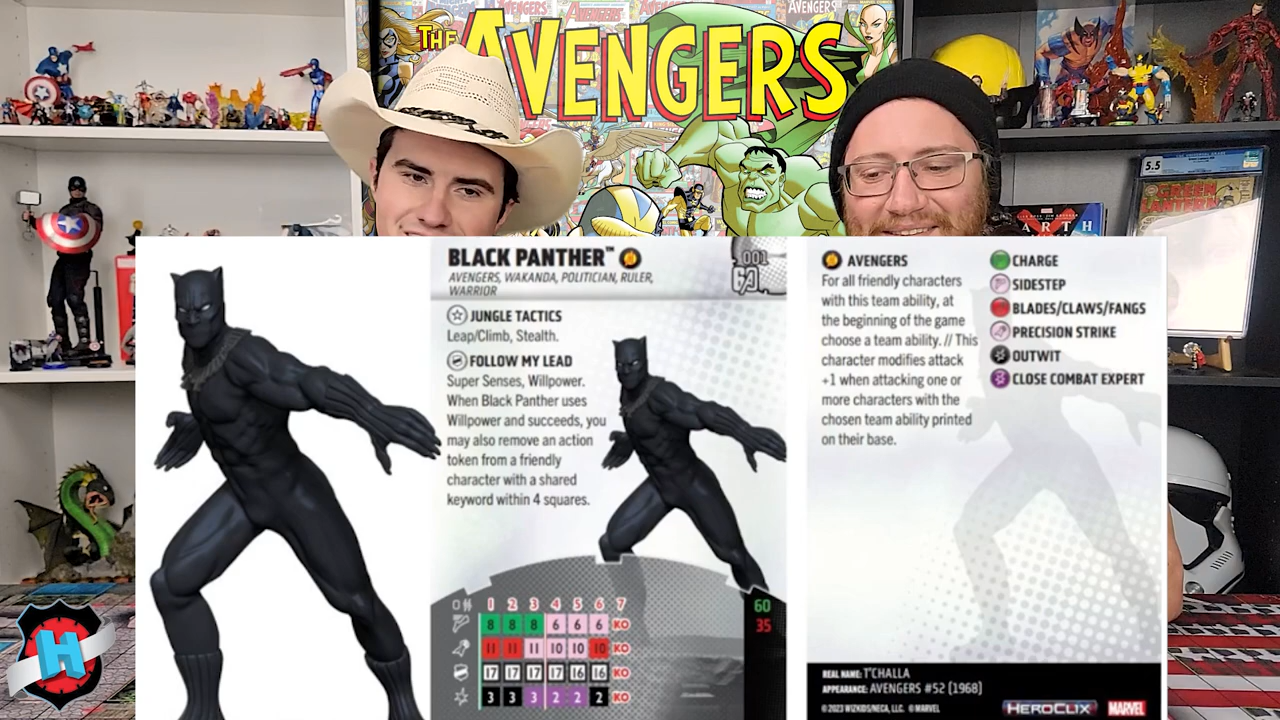 THE AVENGERS
AVENGERS
AVENGERS
AVENGERS
5.5
GREEN
LANTERN
EARTH
BLACK PANTHER™
AVENGERS, WAKANDA, POLITICIAN, RULER,
WARRIOR
001
JUNGLE TACTICS
Leap/Climb, Stealth.
FOLLOW MY LEAD
Super Senses, Willpower.
When Black Panther uses
Willpower and succeeds, you
may also remove an action
token from a friendly
character with a shared
keyword within 4 squares.
0 1 2 3 4 5 6 7
8 8 8 6 6 6 KO
11 11 11 10 10 10 KO
17 17 17 17 16 16 KO
3 3 3 2 2 2 KO
60
35
AVENGERS
For all friendly characters
with this team ability, at
the beginning of the game
choose a team ability. // This
character modifies attack
+1 when attacking one or
more characters with the
chosen team ability printed
on their base.
CHARGE
SIDESTEP
BLADES/CLAWS/FANGS
PRECISION STRIKE
OUTWIT
CLOSE COMBAT EXPERT
REAL NAME: T'CHALLA
APPEARANCE: AVENGERS #52 (1968)
©2023 WIZKIDS/NECA, LLC. © MARVEL
HEROCLIX MARVEL
H